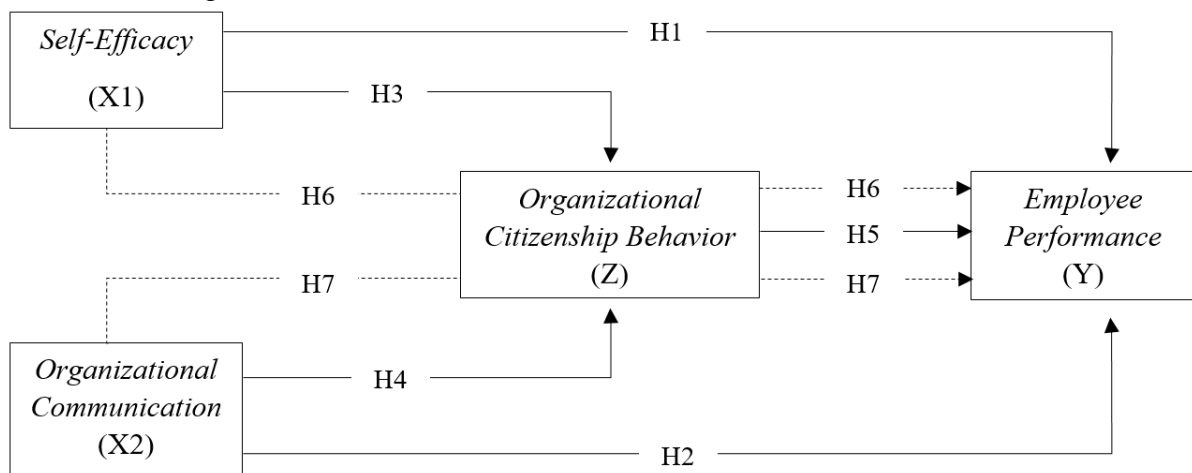 Self-Efficacy
(X1)
H1
H3
H6
Organizational
Citizenship Behavior
(Z)
H6
H5
H7
Employee
Performance
(Y)
H7
Organizational
Communication
(X2)
H4
H2